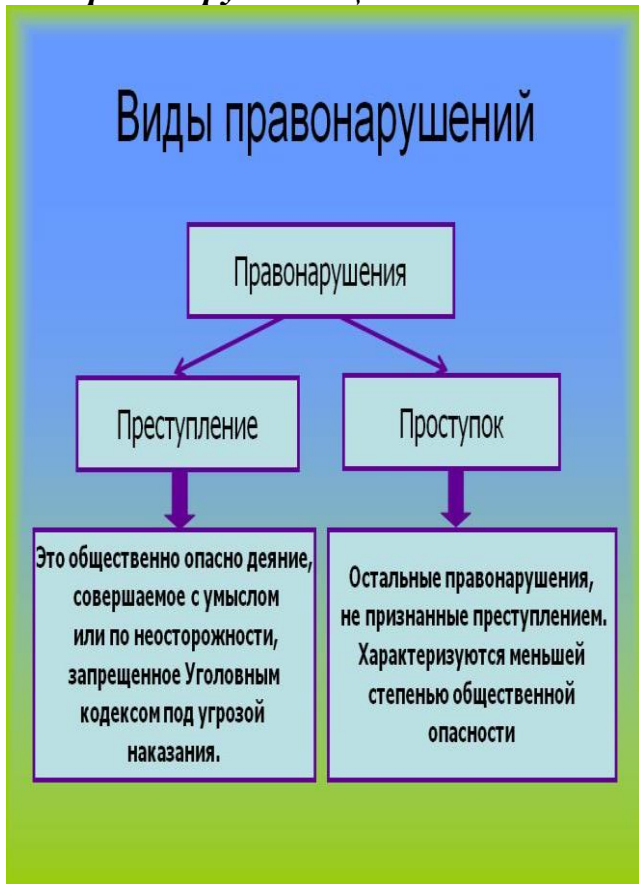 Виды правонарушений
Правонарушения
Преступление
Проступок
Это общественно опасно деяние,
совершаемое с умыслом
или по неосторожности,
запрещенное Уголовным
кодексом под угрозой
наказания.
Остальные правонарушения,
не признанные преступлением.
Характеризуются меньшей
степенью общественной
опасности